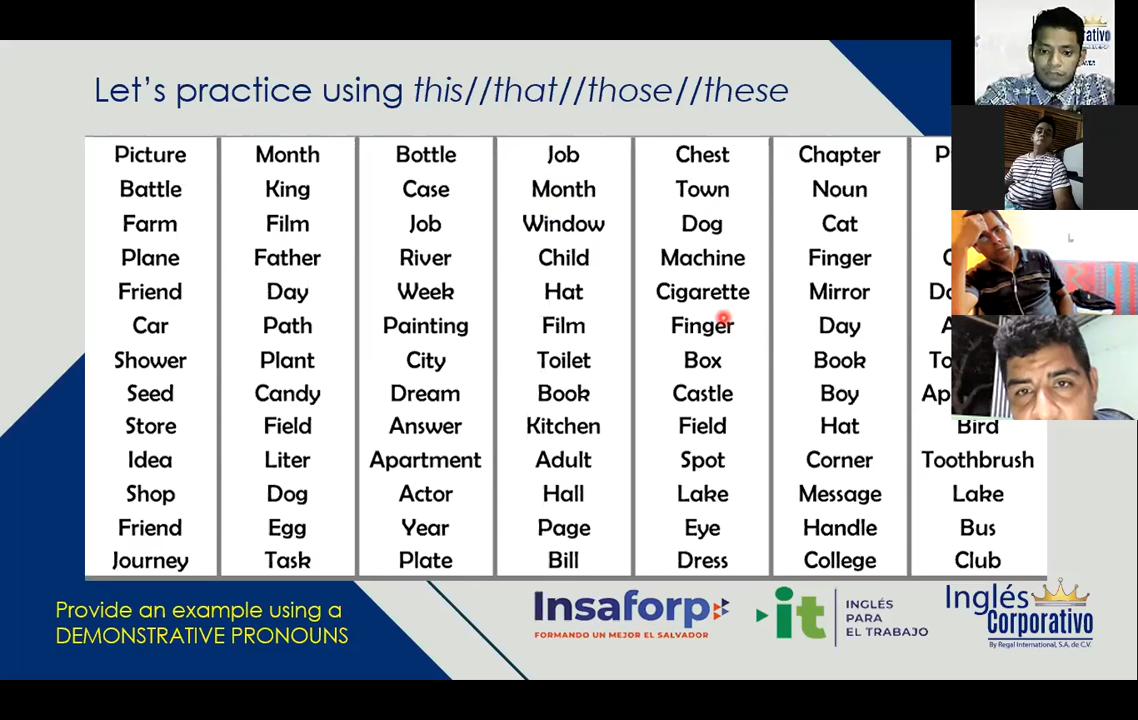 Let's practice using this//that//those//these
Picture Month Bottle Job Chest Chapter
Battle King Case Month Town Noun
Farm Film Job Window Dog Cat
Plane Father River Child Machine Finger
Friend Day Week Hat Cigarette Mirror
Car Path Painting Film Finger Day
Shower Plant City Toilet Box Book
Seed Candy Dream Book Castle Boy
Store Field Answer Kitchen Field Hat Bird
Idea Liter Apartment Adult Spot Corner Toothbrush
Shop Dog Actor Hall Lake Message Lake
Friend Egg Year Page Eye Handle Bus
Journey Task Plate Bill Dress College Club
Provide an example using a
DEMONSTRATIVE PRONOUNS
Insaforp
FORMANDO UN MEJOR EL SALVADOR
it
INGLÉS
PARA
EL TRABAJO
Inglés
Corporativo
By Regal International, S.A. de C.V.